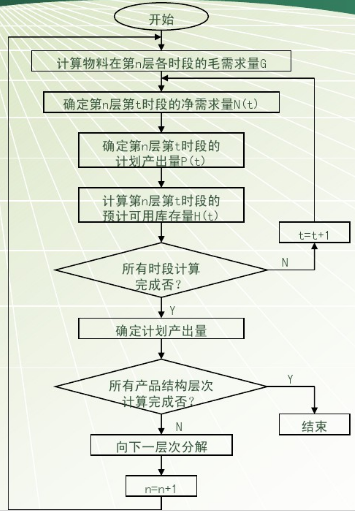 开始
计算物料在第n层各时段的毛需求量G
确定第n层第t时段的净需求量N(t)
确定第n层第t时段的
计划产出量P(t)
计算第n层第t时段的
预计可用库存量H(t)
t=t+1
所有时段计算
完成否?
N
Y
确定计划产出量
所有产品结构层次
计算完成否?
Y
结束
N
向下一层次分解
n=n+1